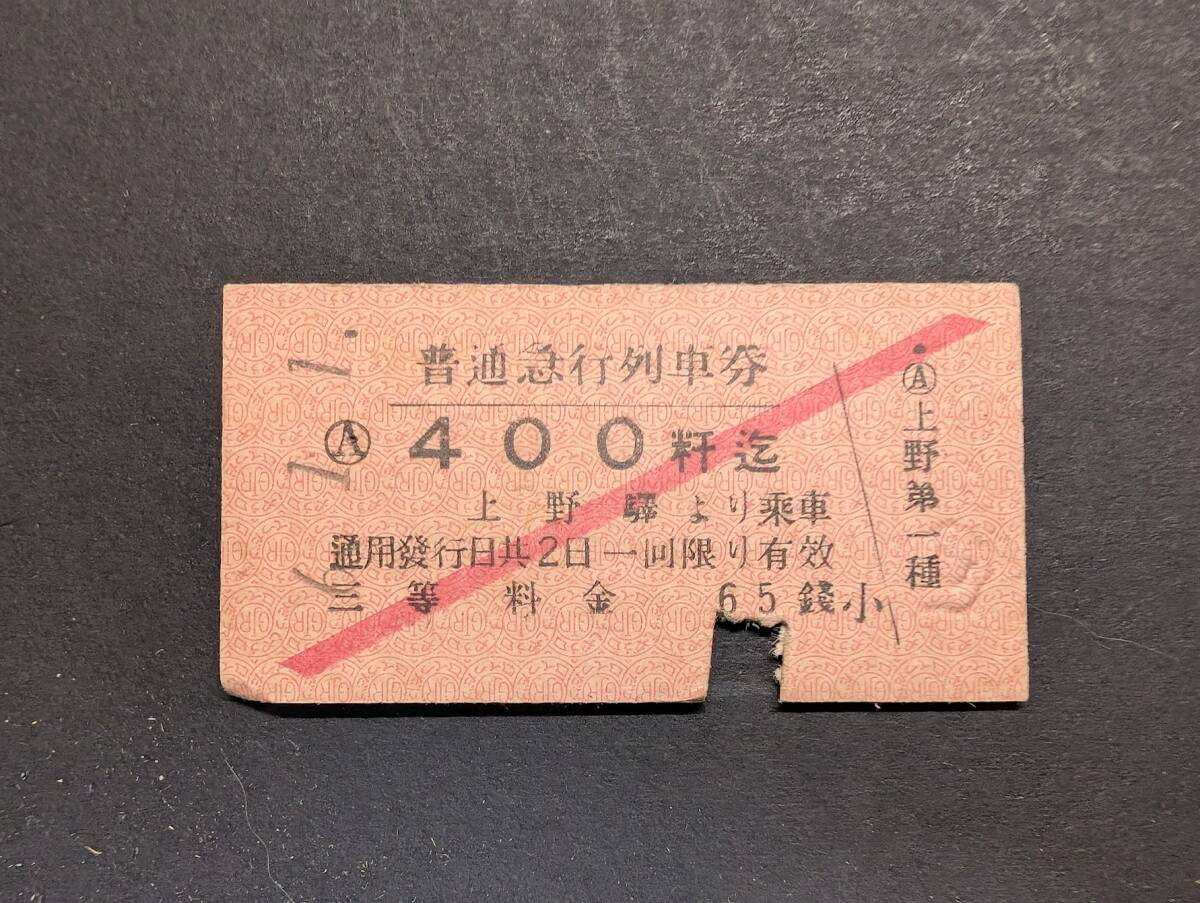 普通急行列車券
Ⓐ 400粁迄
上野驛より乗車
通用發行日共2日一回限り有效
三等料金 65錢 小
Ⓐ上野第一種